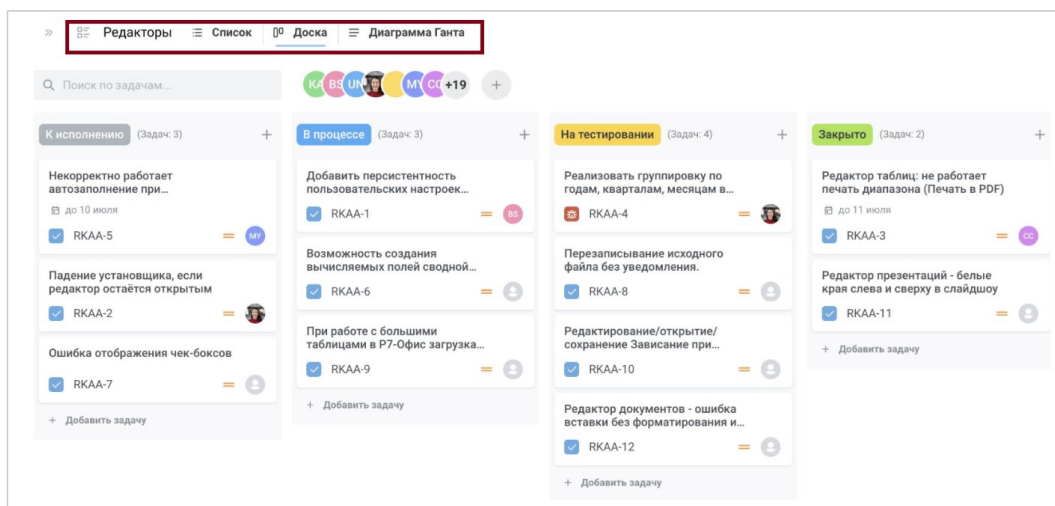 Редакторы Список Доска Диаграмма Ганта
Поиск по задачам...
KA BS UN MY CC +19
К исполнению (Задач: 3)
Некорректно работает
автозаполнение при...
до 10 июля
RKAA-5 MY
Падение установщика, если
редактор остаётся открытым
RKAA-2
Ошибка отображения чек-боксов
RKAA-7
+ Добавить задачу
В процессе (Задач: 3)
Добавить персистентность
пользовательских настроек...
RKAA-1 BS
Возможность создания
вычисляемых полей сводной...
RKAA-6
При работе с большими
таблицами в Р7-Офис загрузка...
RKAA-9
+ Добавить задачу
На тестировании (Задач: 4)
Реализовать группировку по
годам, кварталам, месяцам в...
RKAA-4
Перезаписывание исходного
файла без уведомления.
RKAA-8
Редактирование/открытие/
сохранение Зависание при...
RKAA-10
Редактор документов - ошибка
вставки без форматирования и...
RKAA-12
+ Добавить задачу
Закрыто (Задач: 2)
Редактор таблиц: не работает
печать диапазона (Печать в PDF)
до 11 июля
RKAA-3 CC
Редактор презентаций - белые
края слева и сверху в слайдшоу
RKAA-11
+ Добавить задачу